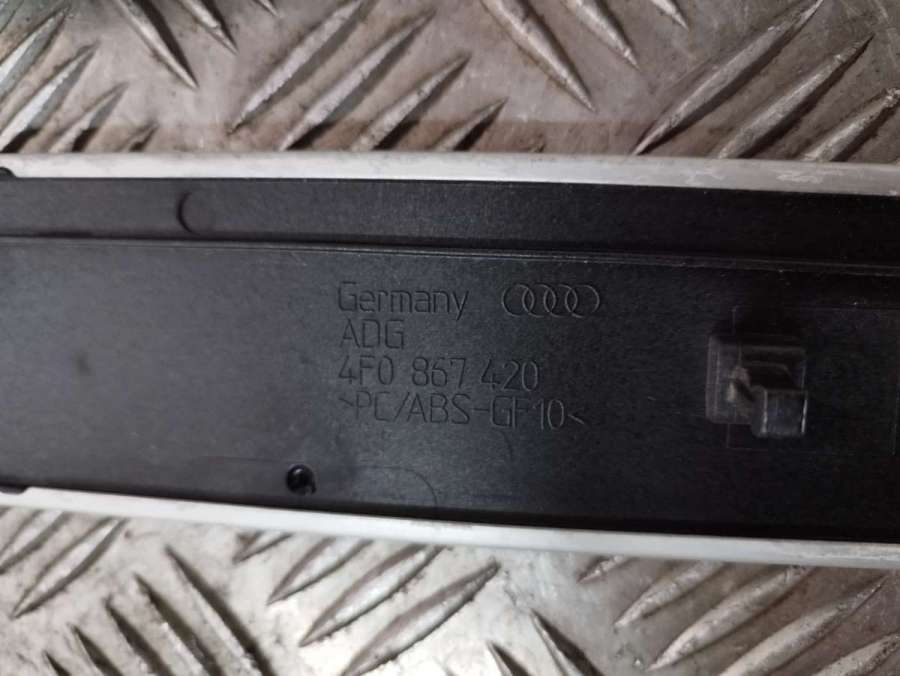 Germany
ADG
4F0 867 420
>PC/ABS-GF10<